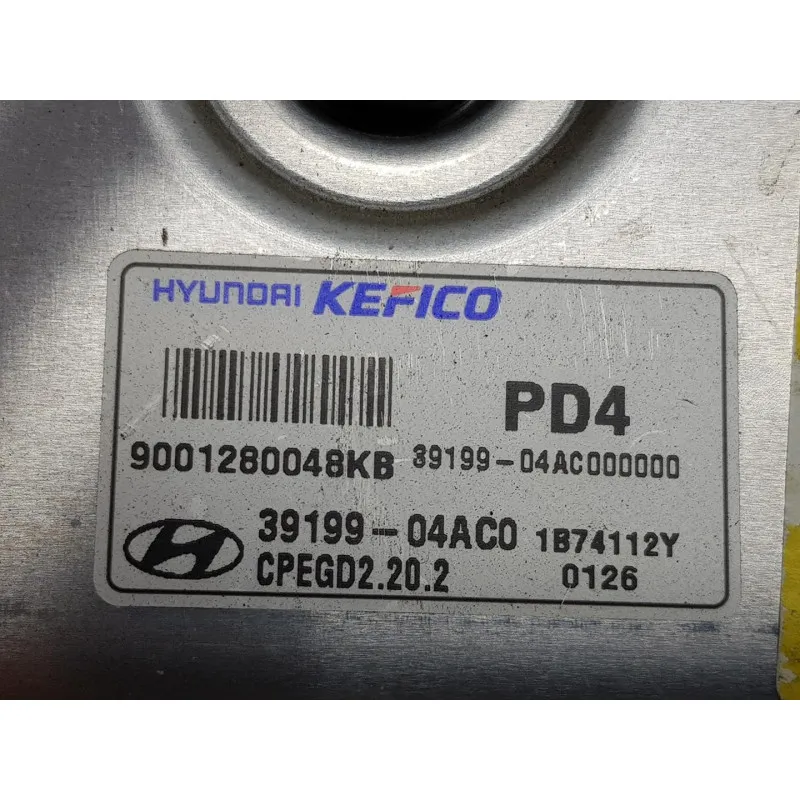 HYUNDAI KEFICO
PD4
9001280048KB 39199-04AC000000
39199-04AC0 1B74112Y
CPEGD2.20.2 0126